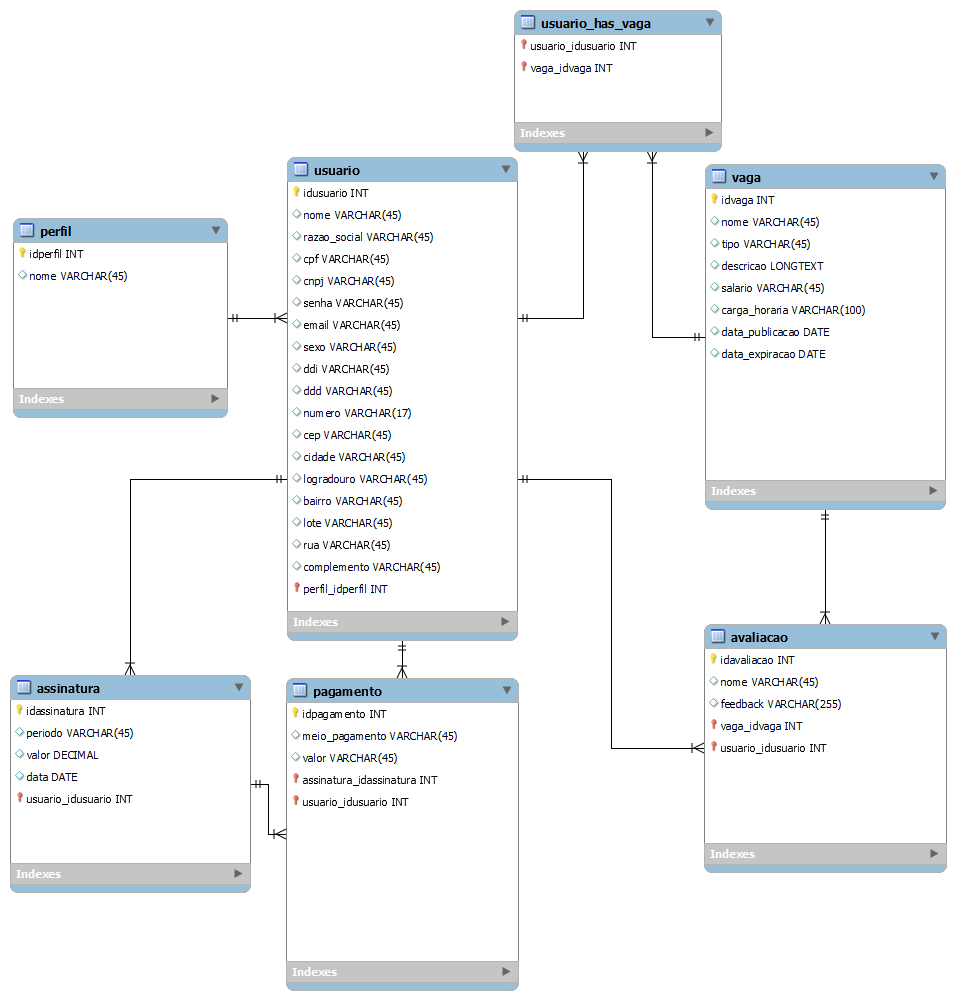 usuario_has_vaga
usuario_idusuario INT
vaga_idvaga INT
Indexes
usuario
idusuario INT
nome VARCHAR(45)
razao_social VARCHAR(45)
cpf VARCHAR(45)
cnpj VARCHAR(45)
senha VARCHAR(45)
email VARCHAR(45)
sexo VARCHAR(45)
ddi VARCHAR(45)
ddd VARCHAR(45)
numero VARCHAR(17)
cep VARCHAR(45)
cidade VARCHAR(45)
logradouro VARCHAR(45)
bairro VARCHAR(45)
lote VARCHAR(45)
rua VARCHAR(45)
complemento VARCHAR(45)
perfil_idperfil INT
Indexes
vaga
idvaga INT
nome VARCHAR(45)
tipo VARCHAR(45)
descricao LONGTEXT
salario VARCHAR(45)
carga_horaria VARCHAR(100)
data_publicacao DATE
data_expiracao DATE
Indexes
perfil
idperfil INT
nome VARCHAR(45)
Indexes
assinatura
idassinatura INT
periodo VARCHAR(45)
valor DECIMAL
data DATE
usuario_idusuario INT
Indexes
pagamento
idpagamento INT
meio_pagamento VARCHAR(45)
valor VARCHAR(45)
assinatura_idassinatura INT
usuario_idusuario INT
Indexes
avaliacao
idavaliacao INT
nome VARCHAR(45)
feedback VARCHAR(255)
vaga_idvaga INT
usuario_idusuario INT
Indexes